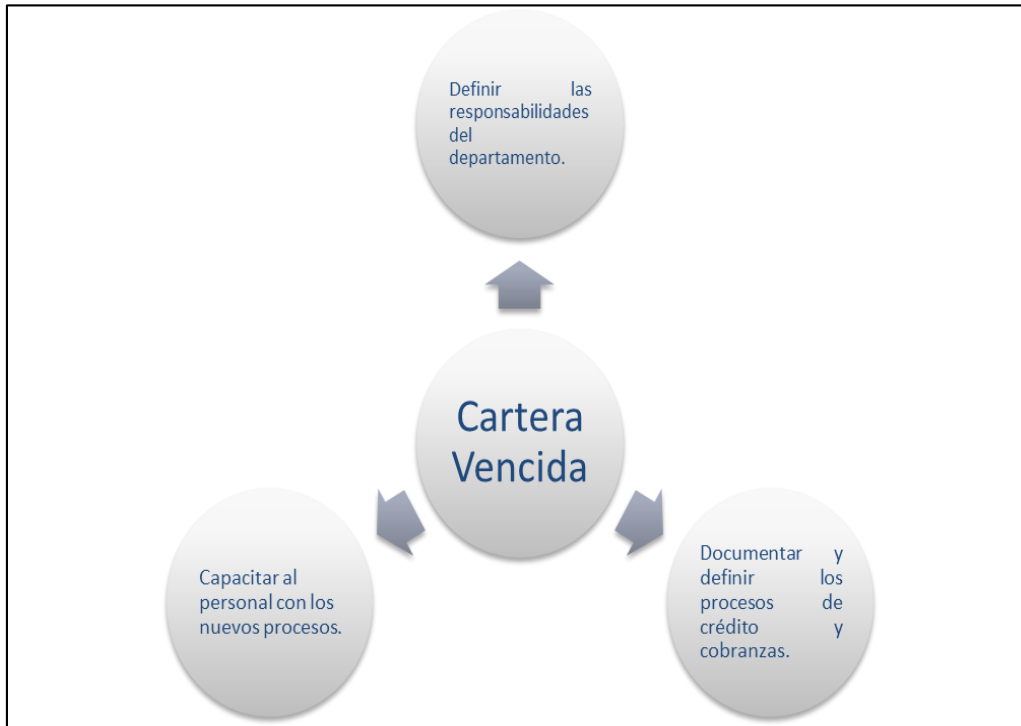 Definir las
responsabilidades
del
departamento.
Cartera
Vencida
Capacitar al
personal con los
nuevos procesos.
Documentar y
definir los
procesos de
crédito y
cobranzas.